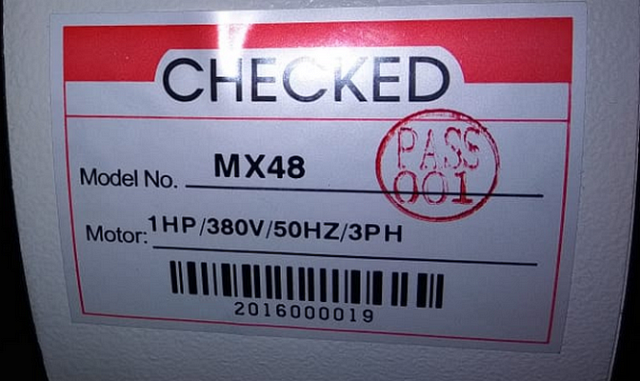 CHECKED
PASS
001
Model No. MX48
Motor: 1HP/380V/50HZ/3PH
2016000019